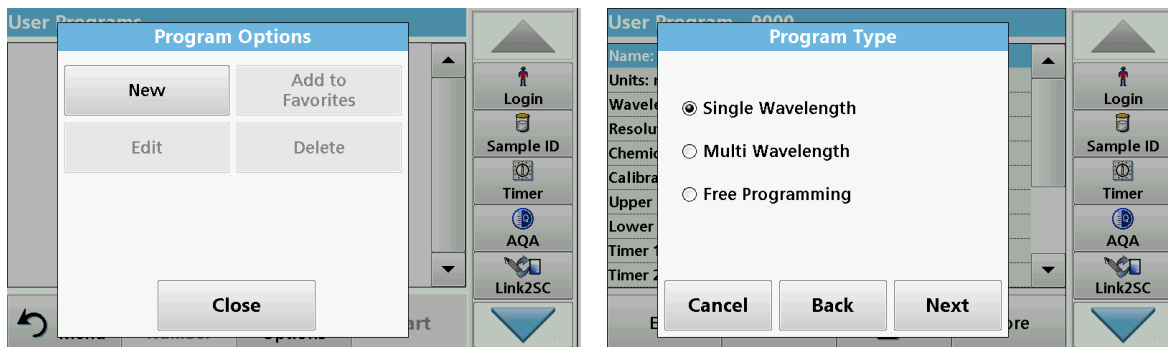 User Programs
Program Options
New
Add to
Favorites
Edit
Delete
Close
Login
Sample ID
Timer
AQA
Link2SC
User Program 9000
Program Type
Name:
Units:
Single Wavelength
Multi Wavelength
Free Programming
Upper
Lower
Timer 1
Timer 2
Cancel
Back
Next
Login
Sample ID
Timer
AQA
Link2SC